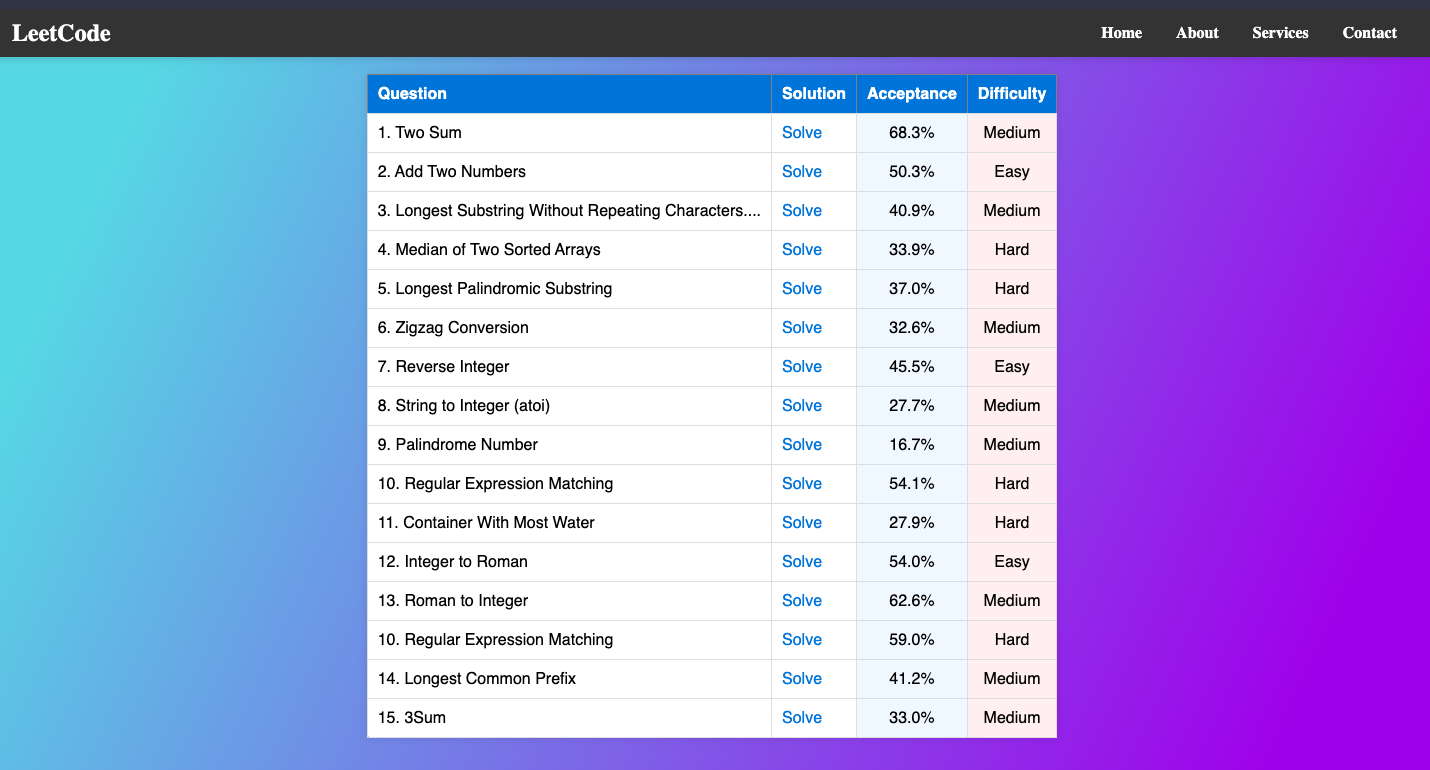 LeetCode Home About Services Contact
Question Solution Acceptance Difficulty
1. Two Sum Solve 68.3% Medium
2. Add Two Numbers Solve 50.3% Easy
3. Longest Substring Without Repeating Characters.... Solve 40.9% Medium
4. Median of Two Sorted Arrays Solve 33.9% Hard
5. Longest Palindromic Substring Solve 37.0% Hard
6. Zigzag Conversion Solve 32.6% Medium
7. Reverse Integer Solve 45.5% Easy
8. String to Integer (atoi) Solve 27.7% Medium
9. Palindrome Number Solve 16.7% Medium
10. Regular Expression Matching Solve 54.1% Hard
11. Container With Most Water Solve 27.9% Hard
12. Integer to Roman Solve 54.0% Easy
13. Roman to Integer Solve 62.6% Medium
10. Regular Expression Matching Solve 59.0% Hard
14. Longest Common Prefix Solve 41.2% Medium
15. 3Sum Solve 33.0% Medium